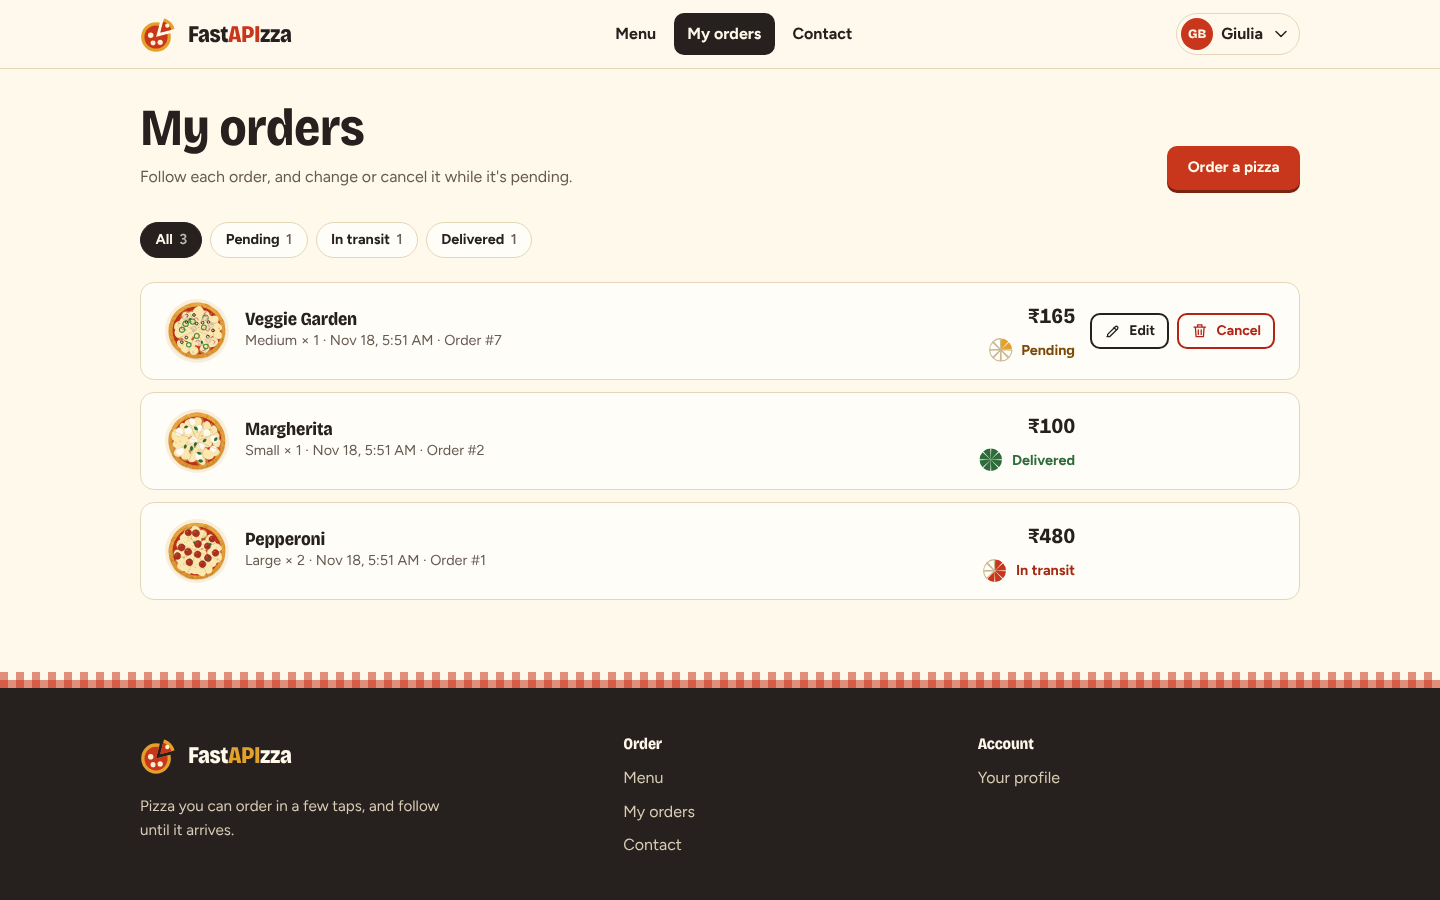 FastAPIzza
Menu
My orders
Contact
GB
Giulia
My orders
Follow each order, and change or cancel it while it's pending.
Order a pizza
All 3
Pending 1
In transit 1
Delivered 1
Veggie Garden
Medium × 1 · Nov 18, 5:51 AM · Order #7
₹165
Pending
Edit
Cancel
Margherita
Small × 1 · Nov 18, 5:51 AM · Order #2
₹100
Delivered
Pepperoni
Large × 2 · Nov 18, 5:51 AM · Order #1
₹480
In transit
FastAPIzza
Pizza you can order in a few taps, and follow
until it arrives.
Order
Menu
My orders
Contact
Account
Your profile